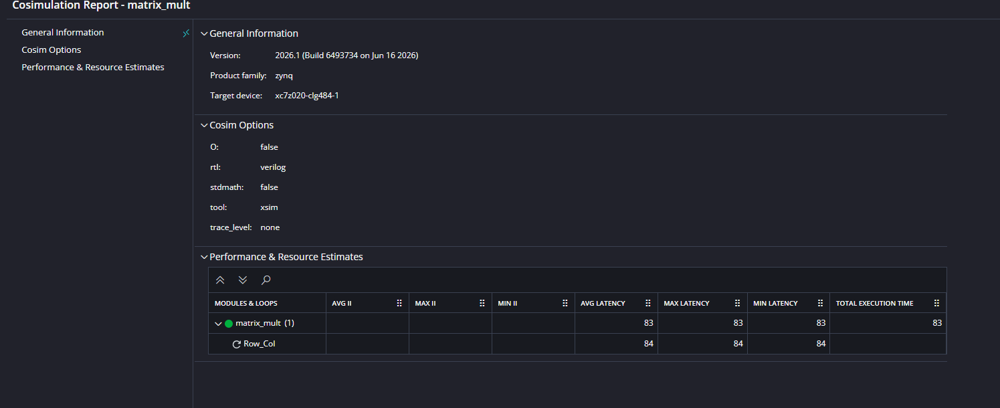 Cosimulation Report - matrix_mult
General Information
Cosim Options
Performance & Resource Estimates
General Information
Version: 2026.1 (Build 6493734 on Jun 16 2026)
Product family: zynq
Target device: xc7z020-clg484-1
Cosim Options
O: false
rtl: verilog
stdmath: false
tool: xsim
trace_level: none
Performance & Resource Estimates
MODULES & LOOPS AVG II MAX II MIN II AVG LATENCY MAX LATENCY MIN LATENCY TOTAL EXECUTION TIME
matrix_mult (1) 83 83 83 83
Row_Col 84 84 84